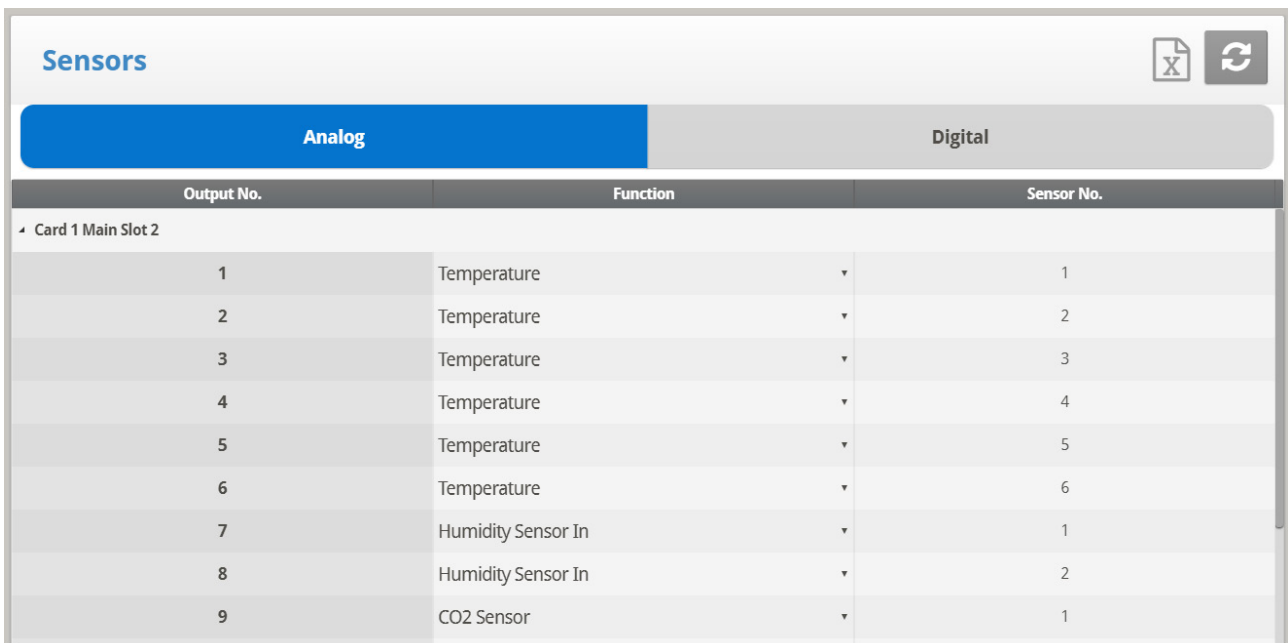 Sensors
X
Analog Digital
Output No. Function Sensor No.
Card 1 Main Slot 2
1 Temperature 1
2 Temperature 2
3 Temperature 3
4 Temperature 4
5 Temperature 5
6 Temperature 6
7 Humidity Sensor In 1
8 Humidity Sensor In 2
9 CO2 Sensor 1